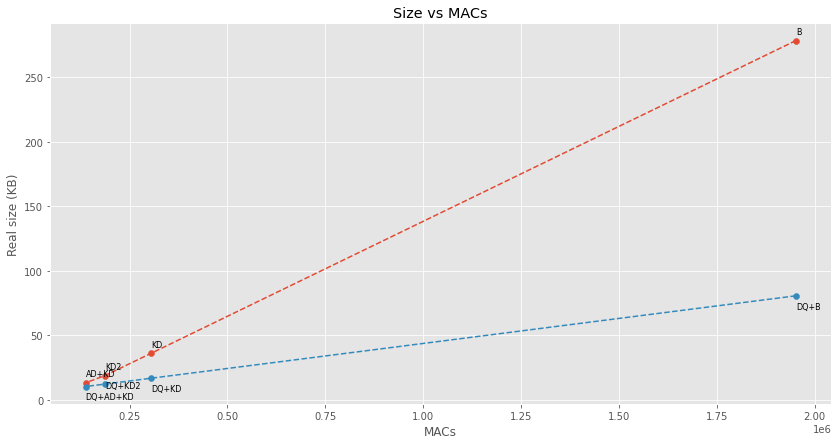 Size vs MACs
B
250
200
150
100
50
0
Real size (KB)
KD
KD2
AD+KD
DQ+KD2
DQ+KD
DQ+AD+KD
DQ+B
0.25
0.50
0.75
1.00
1.25
1.50
1.75
2.00
1e6
MACs